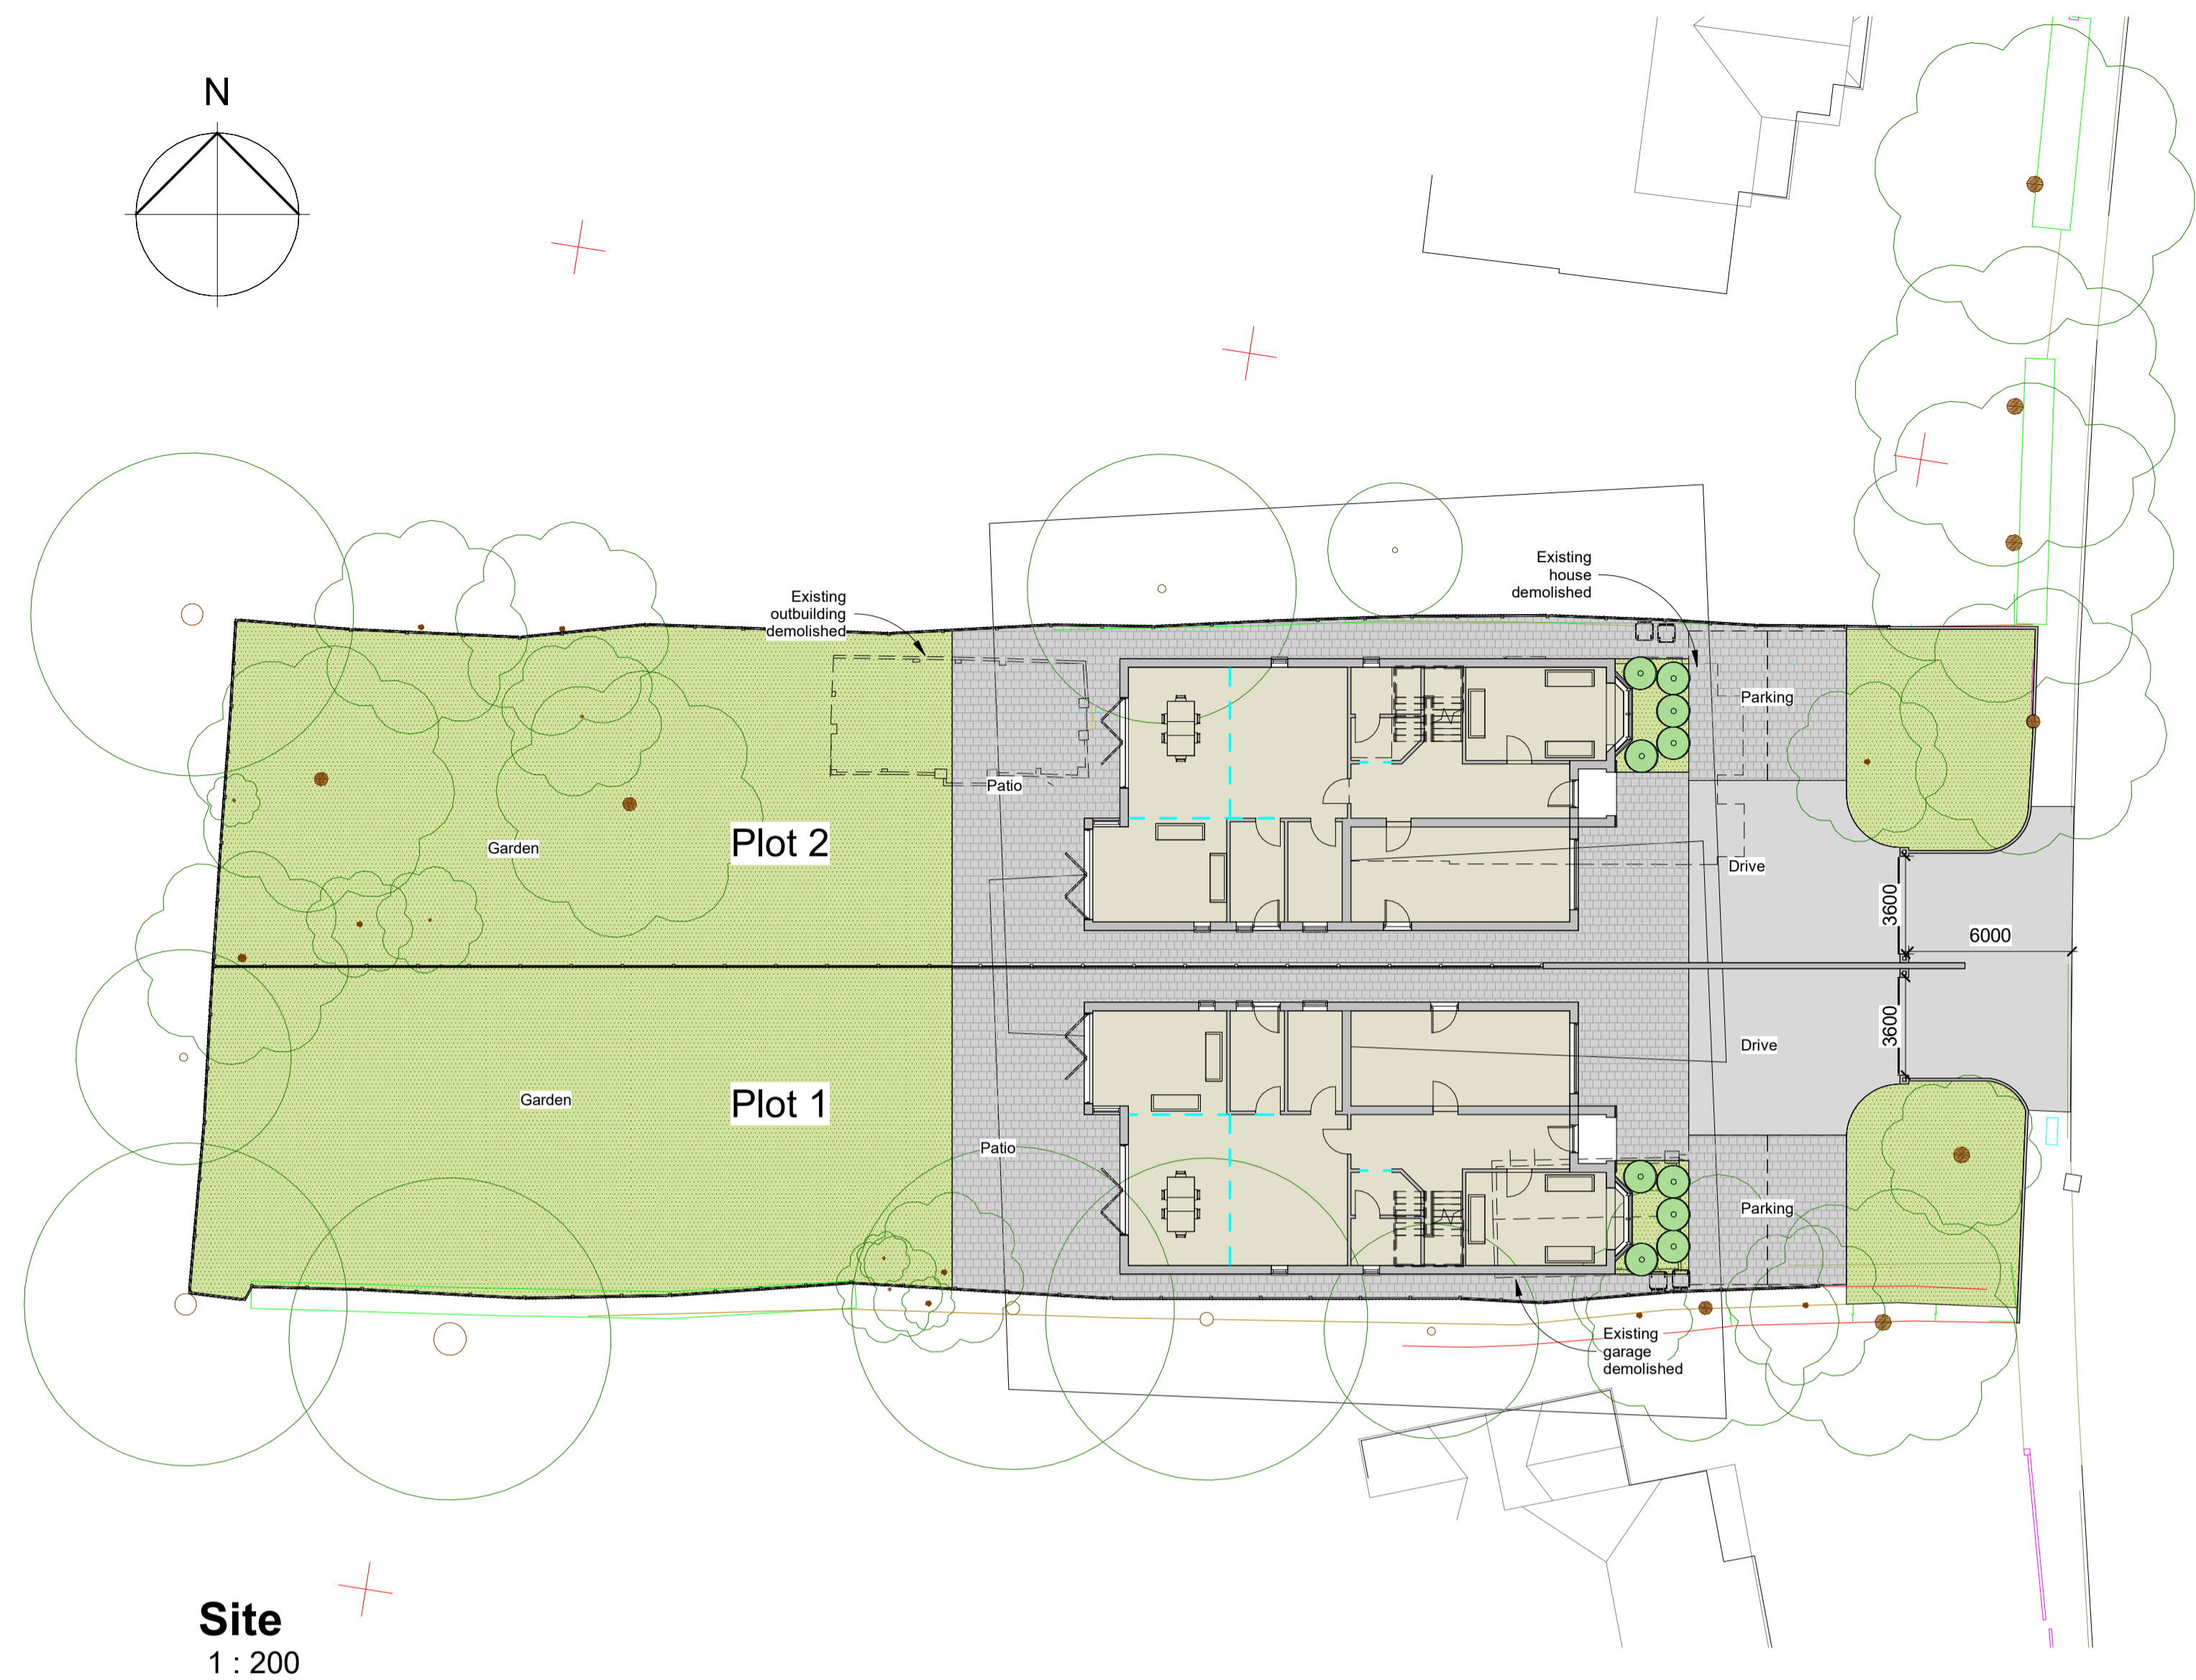 N
Existing
house
demolished
Existing
outbuilding
demolished
Parking
Patio
Plot 2
Garden
Drive
3600
6000
3600
Drive
Plot 1
Garden
Patio
Parking
Existing
garage
demolished
Site
1 : 200